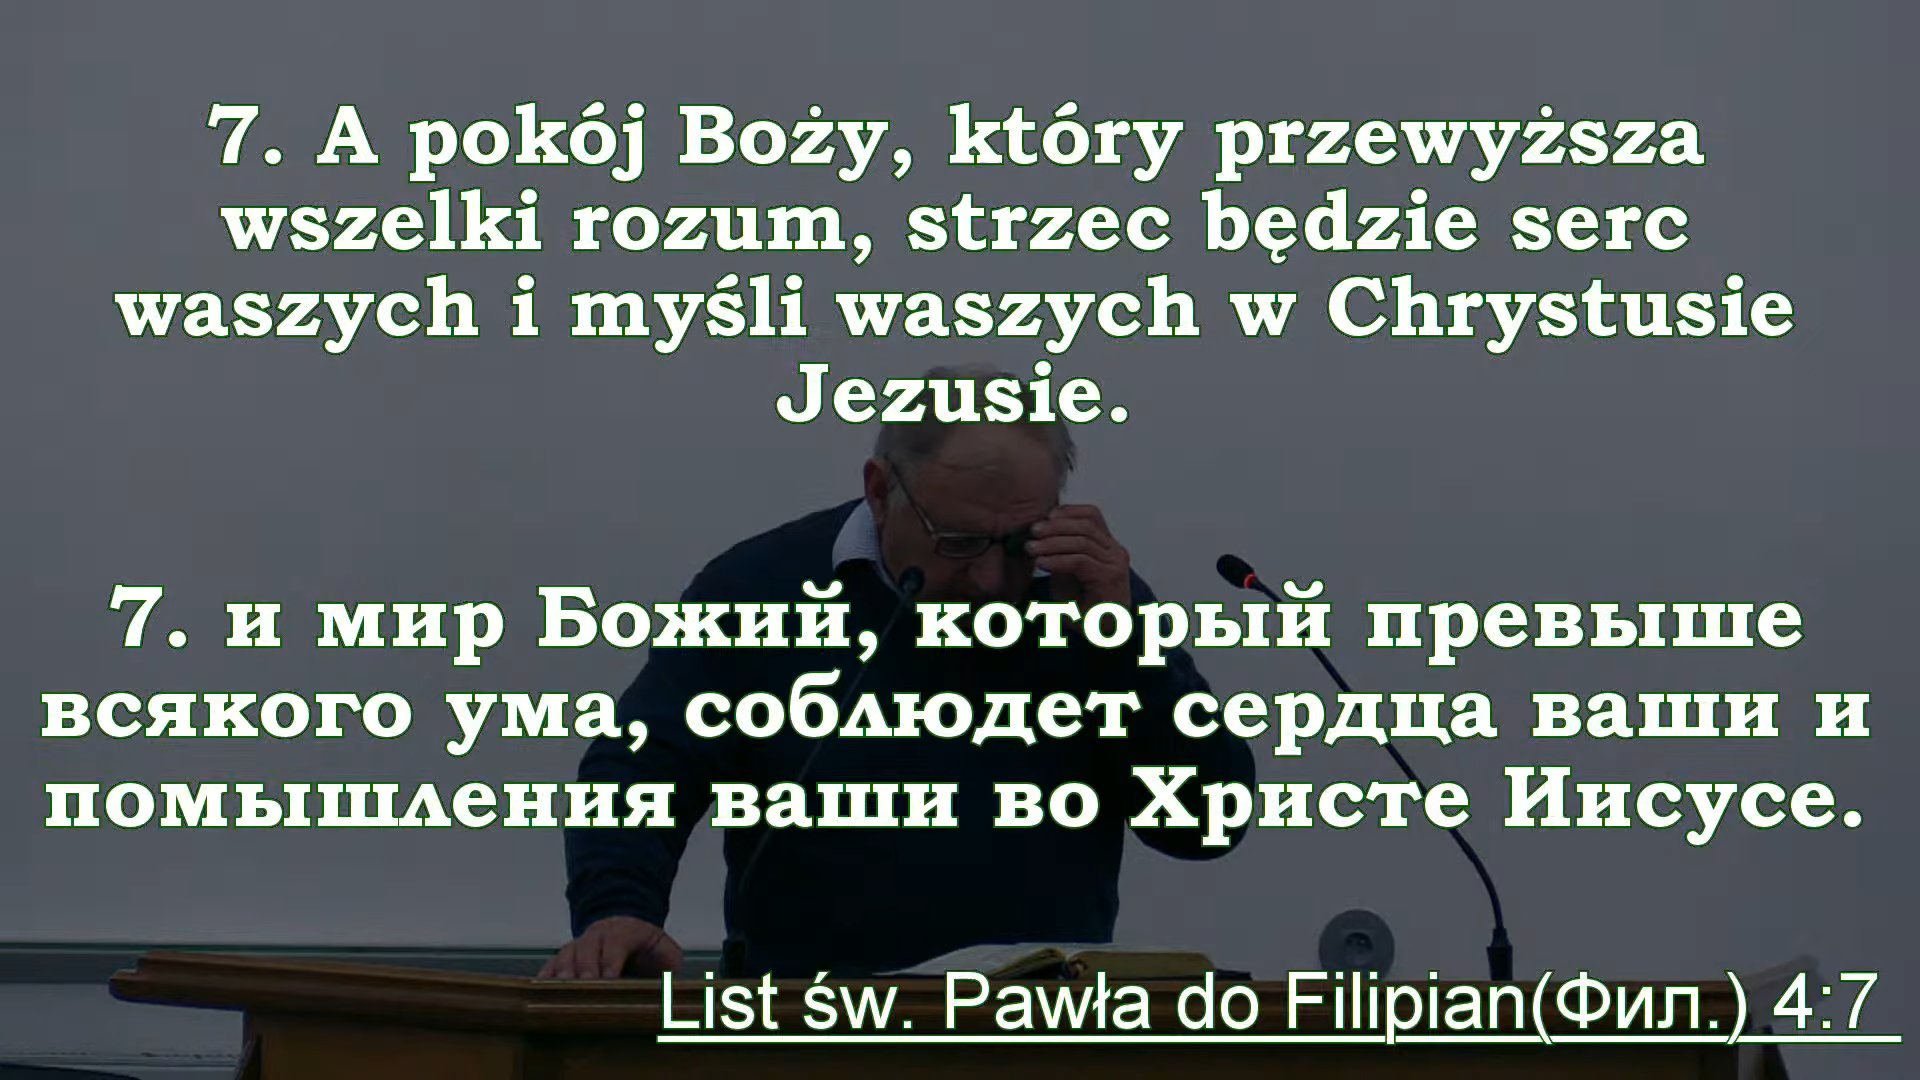 7. A pokój Boży, który przewyższa
wszelki rozum, strzec będzie serc
waszych i myśli waszych w Chrystusie
Jezusie.
7. и мир Божий, который превыше
всякого ума, соблюдет сердца ваши и
помышления ваши во Христе Иисусе.
List św. Pawła do Filipian(Фил.) 4:7